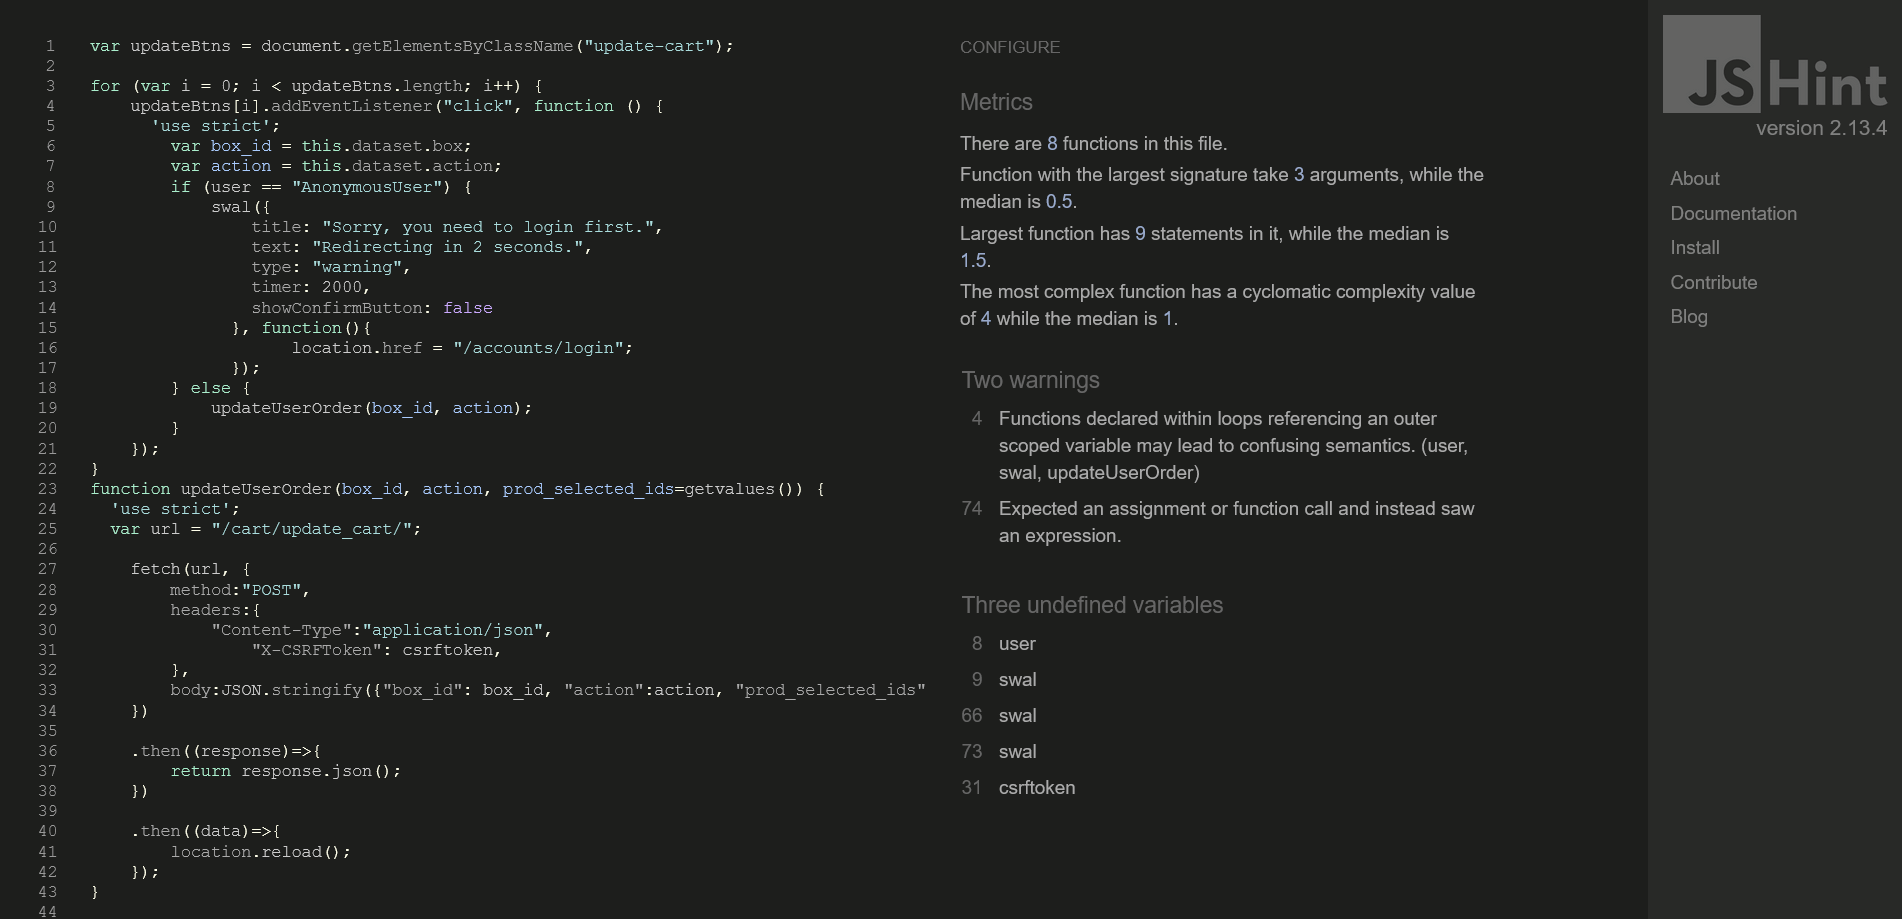 1 var updateBtns = document.getElementsByClassName("update-cart");
2
3 for (var i = 0; i < updateBtns.length; i++) {
4 updateBtns[i].addEventListener("click", function () {
5 'use strict';
6 var box_id = this.dataset.box;
7 var action = this.dataset.action;
8 if (user == "AnonymousUser") {
9 swal({
10 title: "Sorry, you need to login first.",
11 text: "Redirecting in 2 seconds.",
12 type: "warning",
13 timer: 2000,
14 showConfirmButton: false
15 }, function(){
16 location.href = "/accounts/login";
17 });
18 } else {
19 updateUserOrder(box_id, action);
20 }
21 });
22 }
23 function updateUserOrder(box_id, action, prod_selected_ids=getvalues()) {
24 'use strict';
25 var url = "/cart/update_cart/";
26
27 fetch(url, {
28 method:"POST",
29 headers:{
30 "Content-Type":"application/json",
31 "X-CSRFToken": csrftoken,
32 },
33 body:JSON.stringify({"box_id": box_id, "action":action, "prod_selected_ids"
34 })
35
36 .then((response)=>{
37 return response.json();
38 })
39
40 .then((data)=>{
41 location.reload();
42 });
43 }
44
CONFIGURE
Metrics
There are 8 functions in this file.
Function with the largest signature take 3 arguments, while the
median is 0.5.
Largest function has 9 statements in it, while the median is
1.5.
The most complex function has a cyclomatic complexity value
of 4 while the median is 1.
Two warnings
4 Functions declared within loops referencing an outer
scoped variable may lead to confusing semantics. (user,
swal, updateUserOrder)
74 Expected an assignment or function call and instead saw
an expression.
Three undefined variables
8 user
9 swal
66 swal
73 swal
31 csrftoken
JSHint
version 2.13.4
About
Documentation
Install
Contribute
Blog